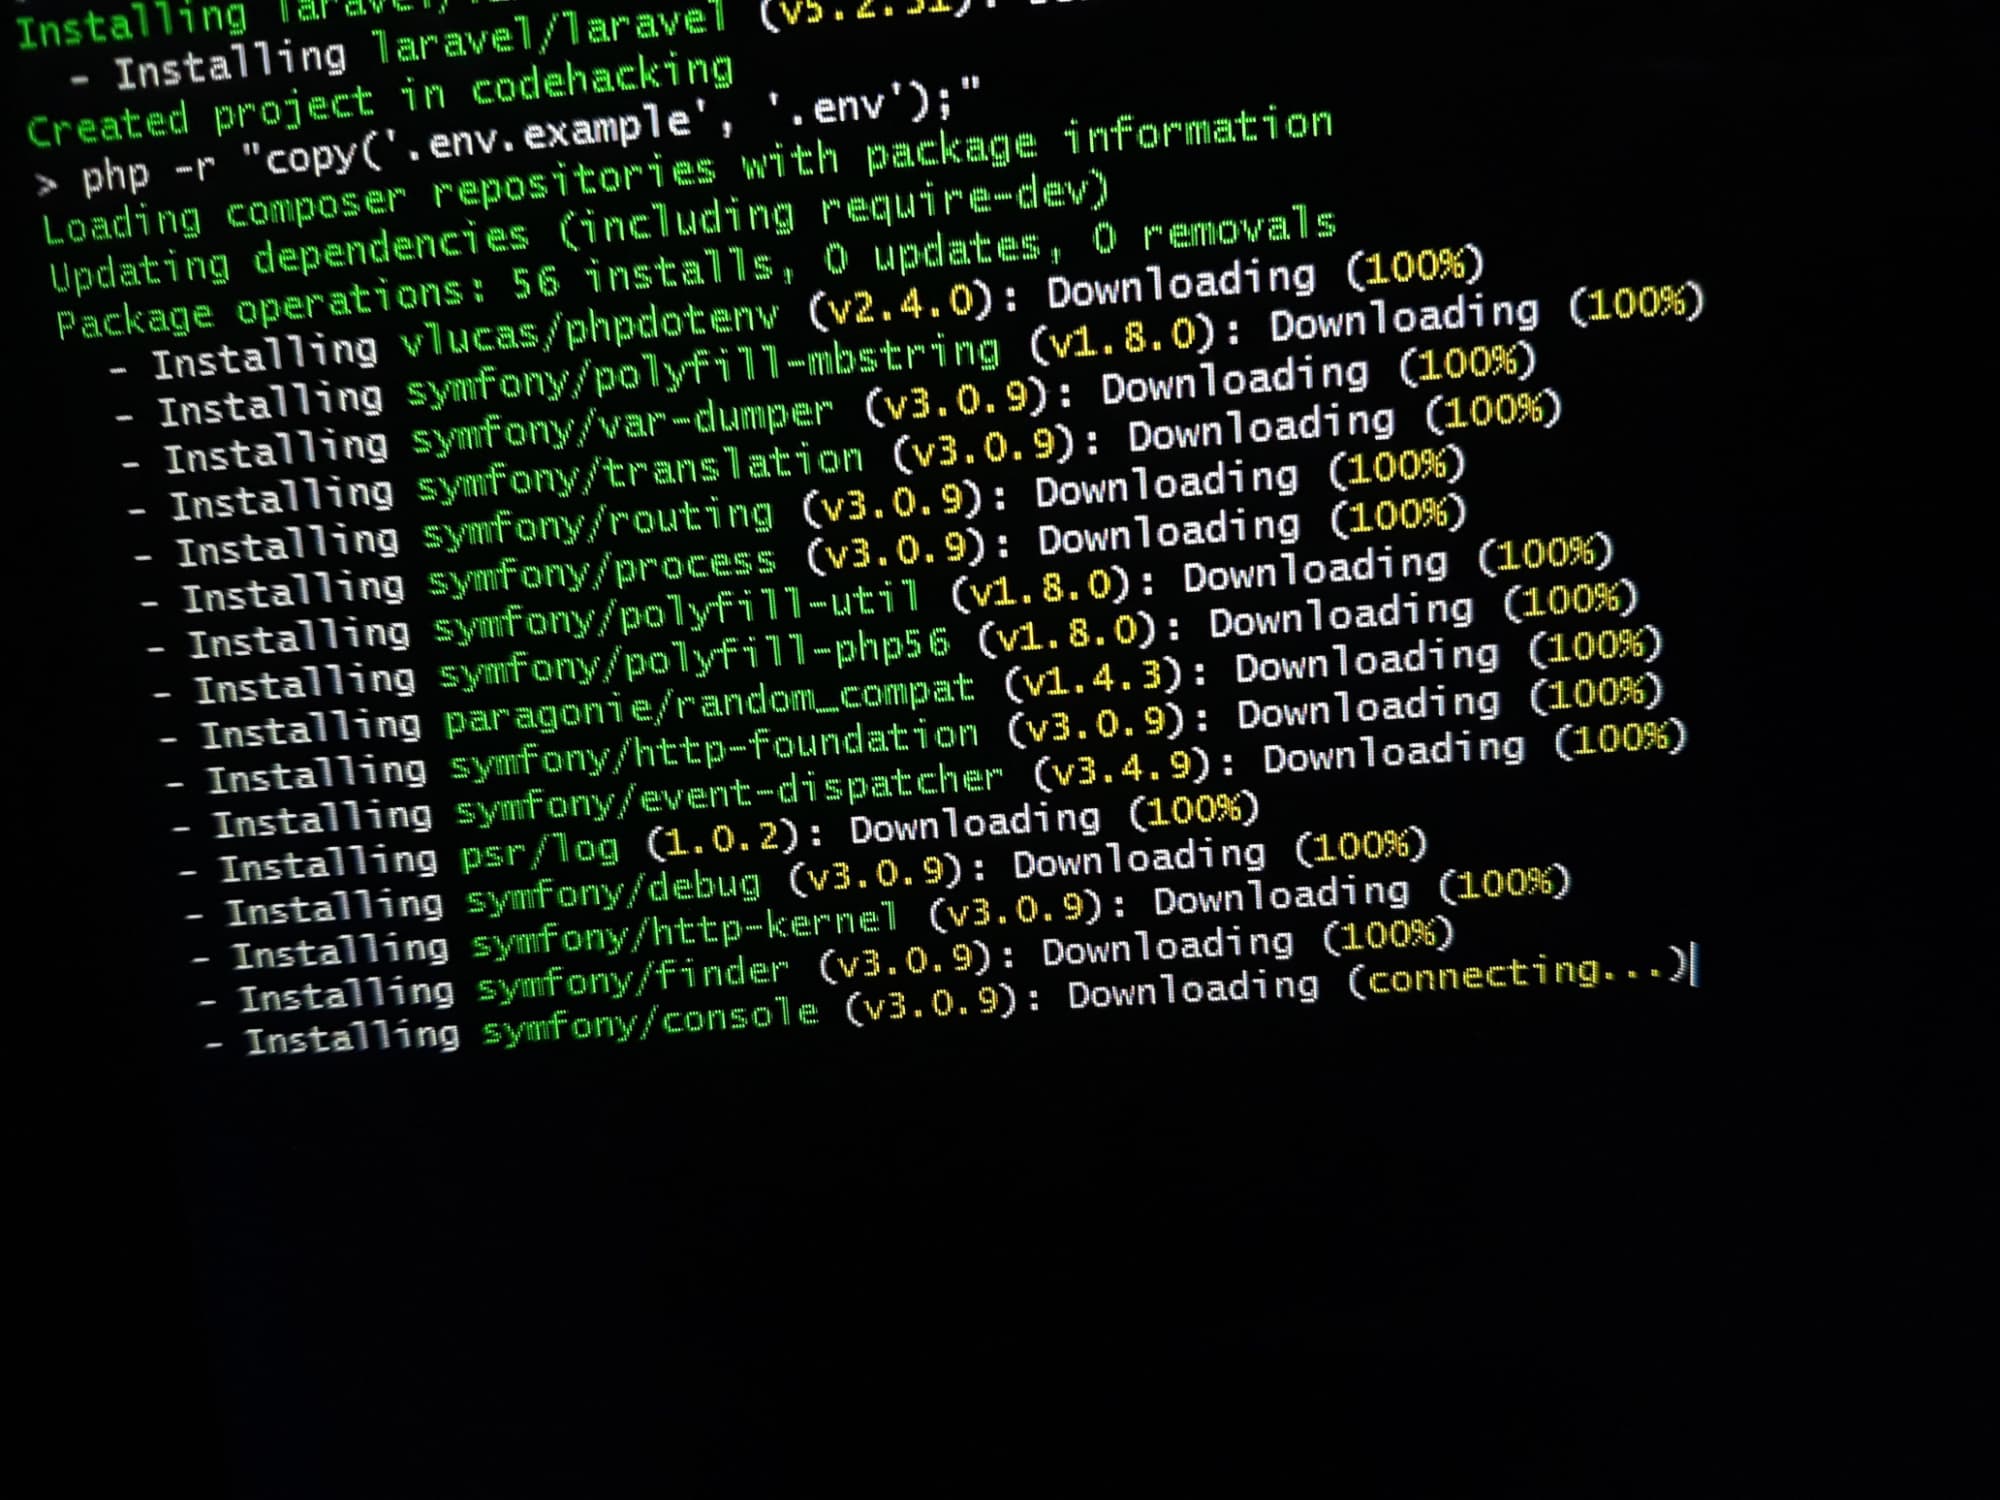 Installing
- Installing laravel/laravel (v5.2.31):
Created project in codehacking
> php -r "copy('.env.example', '.env');"
Loading composer repositories with package information
Updating dependencies (including require-dev)
Package operations: 56 installs, 0 updates, 0 removals
- Installing vlucas/phpdotenv (v2.4.0): Downloading (100%)
- Installing symfony/polyfill-mbstring (v1.8.0): Downloading (100%)
- Installing symfony/var-dumper (v3.0.9): Downloading (100%)
- Installing symfony/translation (v3.0.9): Downloading (100%)
- Installing symfony/routing (v3.0.9): Downloading (100%)
- Installing symfony/process (v3.0.9): Downloading (100%)
- Installing symfony/polyfill-util (v1.8.0): Downloading (100%)
- Installing symfony/polyfill-php56 (v1.8.0): Downloading (100%)
- Installing paragonie/random_compat (v1.4.3): Downloading (100%)
- Installing symfony/http-foundation (v3.0.9): Downloading (100%)
- Installing symfony/event-dispatcher (v3.4.9): Downloading (100%)
- Installing psr/log (1.0.2): Downloading (100%)
- Installing symfony/debug (v3.0.9): Downloading (100%)
- Installing symfony/http-kernel (v3.0.9): Downloading (100%)
- Installing symfony/finder (v3.0.9): Downloading (100%)
- Installing symfony/console (v3.0.9): Downloading (connecting...)